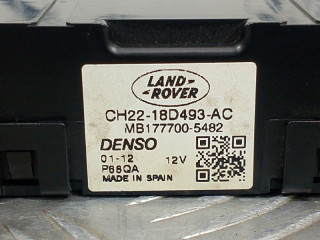 LAND-
ROVER
CH22-18D493-AC
MB177700-5482
DENSO
01-12 12V
P68QA
MADE IN SPAIN